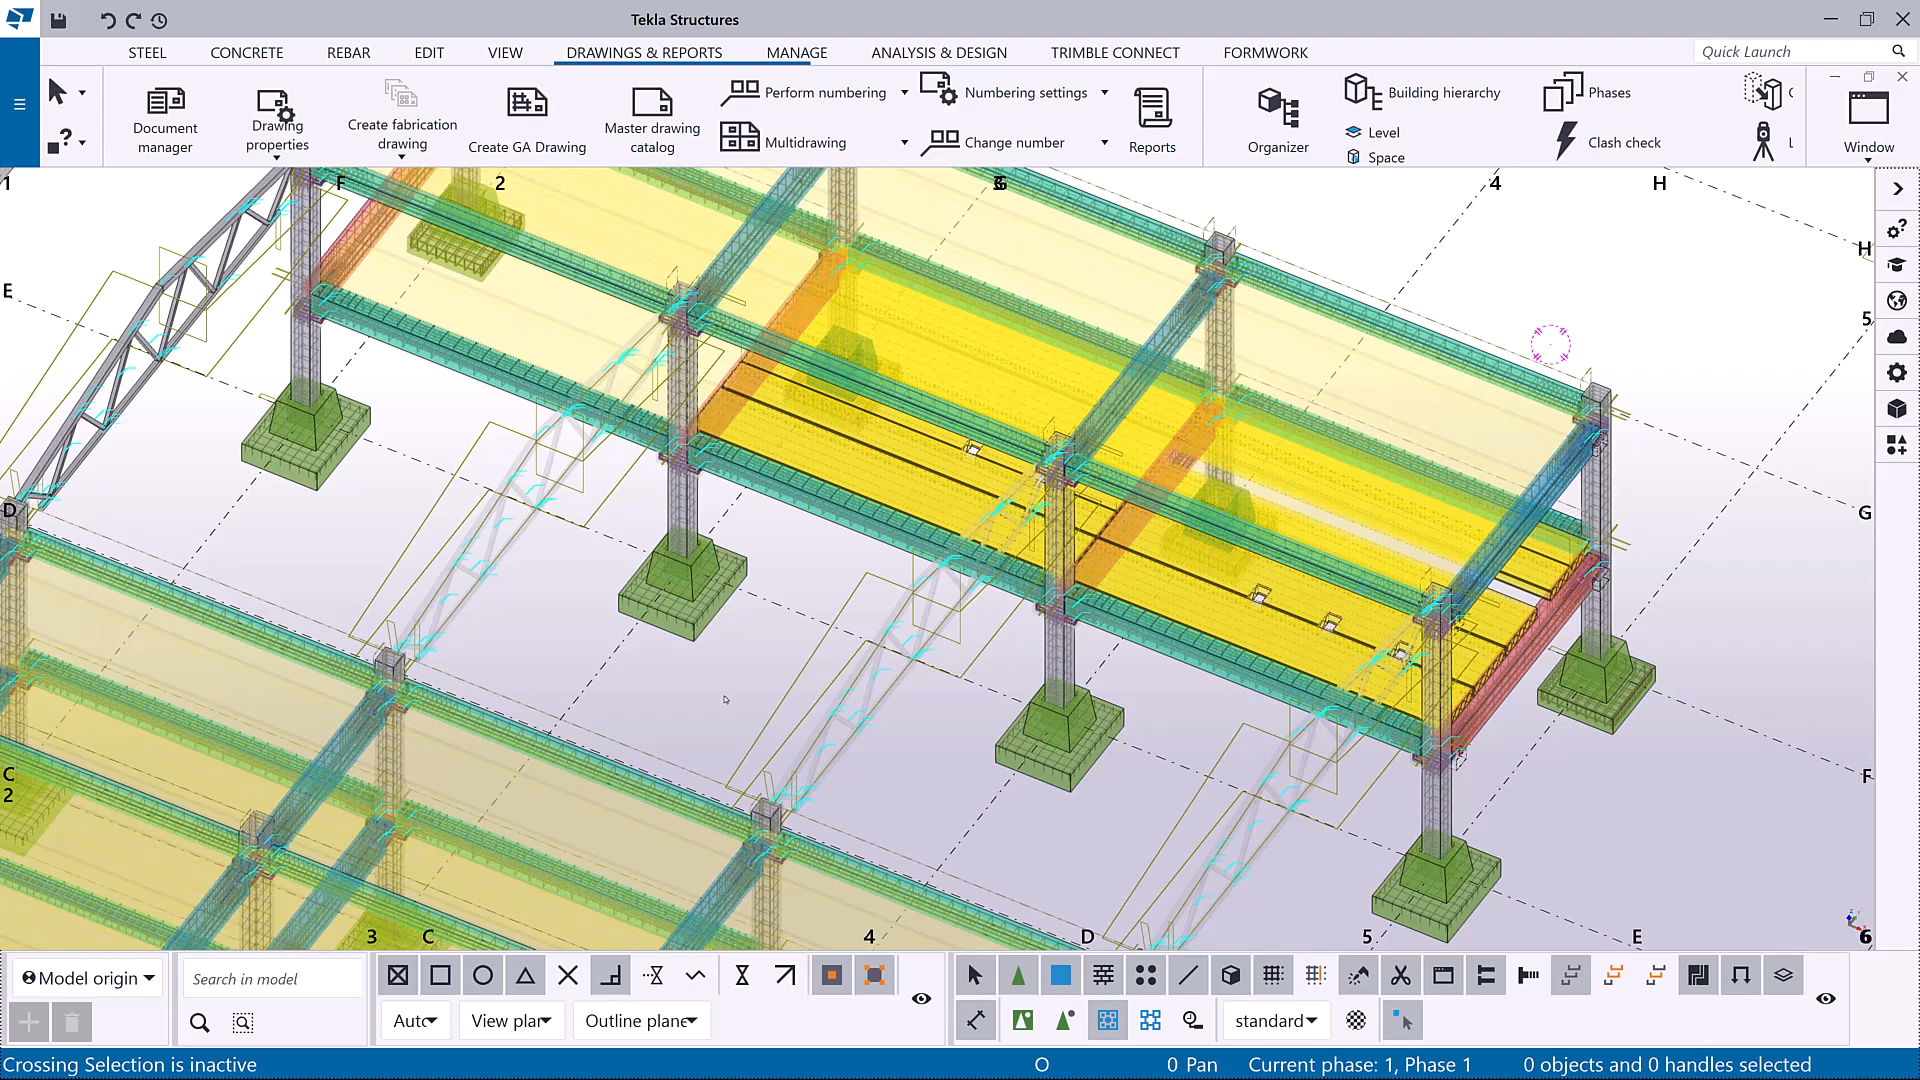 Tekla Structures
STEEL CONCRETE REBAR EDIT VIEW DRAWINGS & REPORTS MANAGE ANALYSIS & DESIGN TRIMBLE CONNECT FORMWORK
Quick Launch
Document manager
Drawing properties
Create fabrication drawing
Create GA Drawing
Master drawing catalog
Perform numbering
Multidrawing
Numbering settings
Change number
Reports
Organizer
Building hierarchy
Level
Space
Phases
Clash check
Window
1
F
2
4
H
E
H
5
D
G
C
2
F
3
C
4
D
5
E
6
Model origin
Search in model
Auto
View plan
Outline plane
standard
Crossing Selection is inactive
O
0 Pan
Current phase: 1, Phase 1
0 objects and 0 handles selected